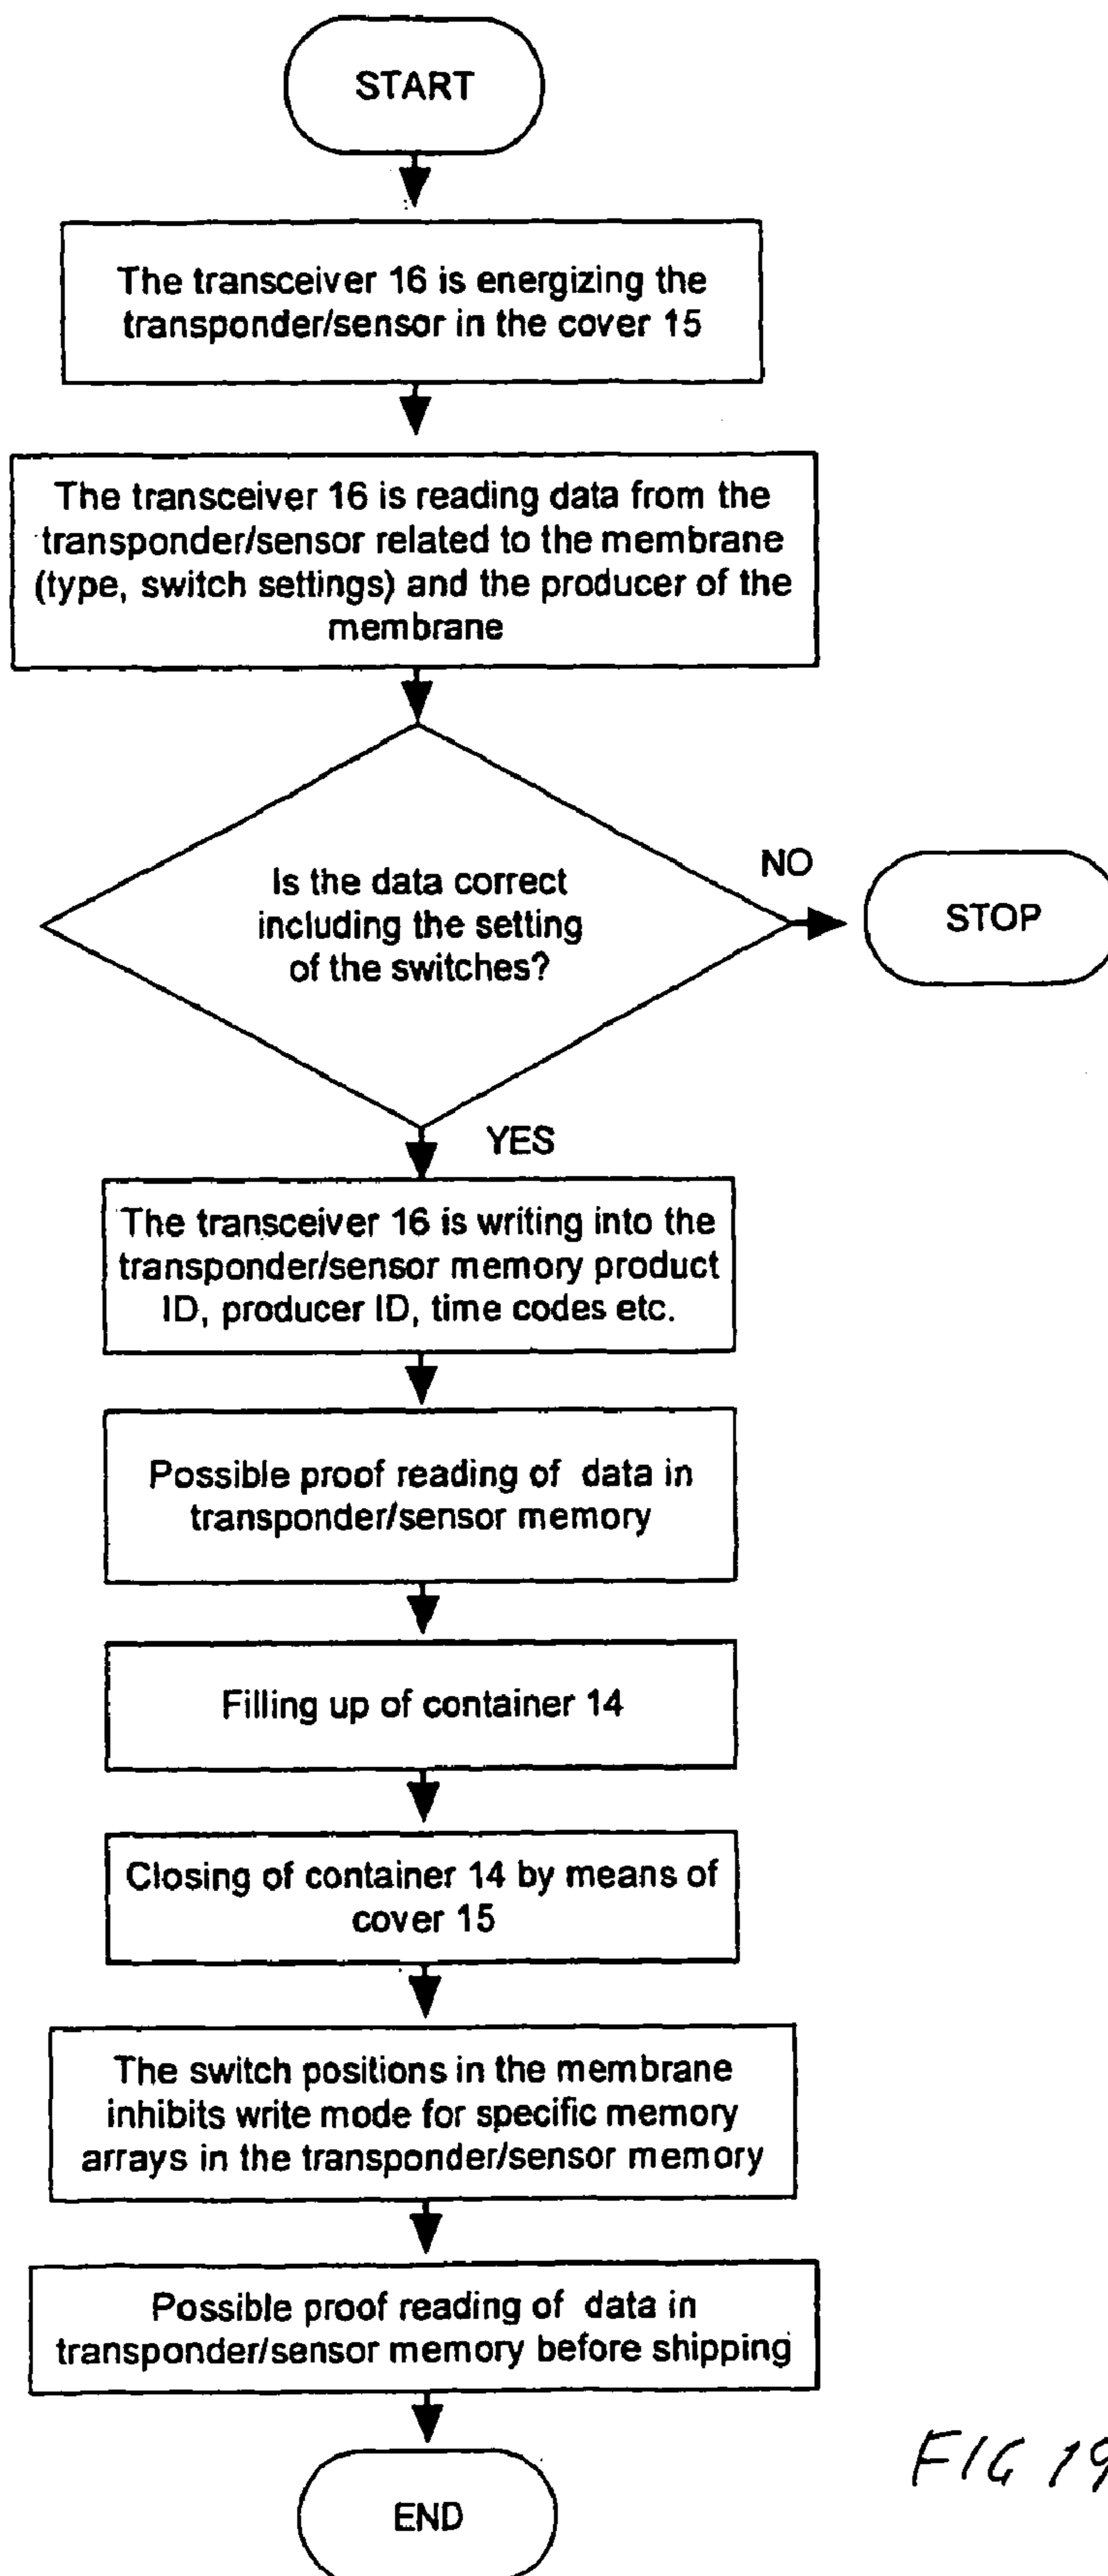 START
The transceiver 16 is energizing the
transponder/sensor in the cover 15
The transceiver 16 is reading data from the
transponder/sensor related to the membrane
(type, switch settings) and the producer of the
membrane
Is the data correct
including the setting
of the switches?
NO
STOP
YES
The transceiver 16 is writing into the
transponder/sensor memory product
ID, producer ID, time codes etc.
Possible proof reading of data in
transponder/sensor memory
Filling up of container 14
Closing of container 14 by means of
cover 15
The switch positions in the membrane
inhibits write mode for specific memory
arrays in the transponder/sensor memory
Possible proof reading of data in
transponder/sensor memory before shipping
END
FIG 19